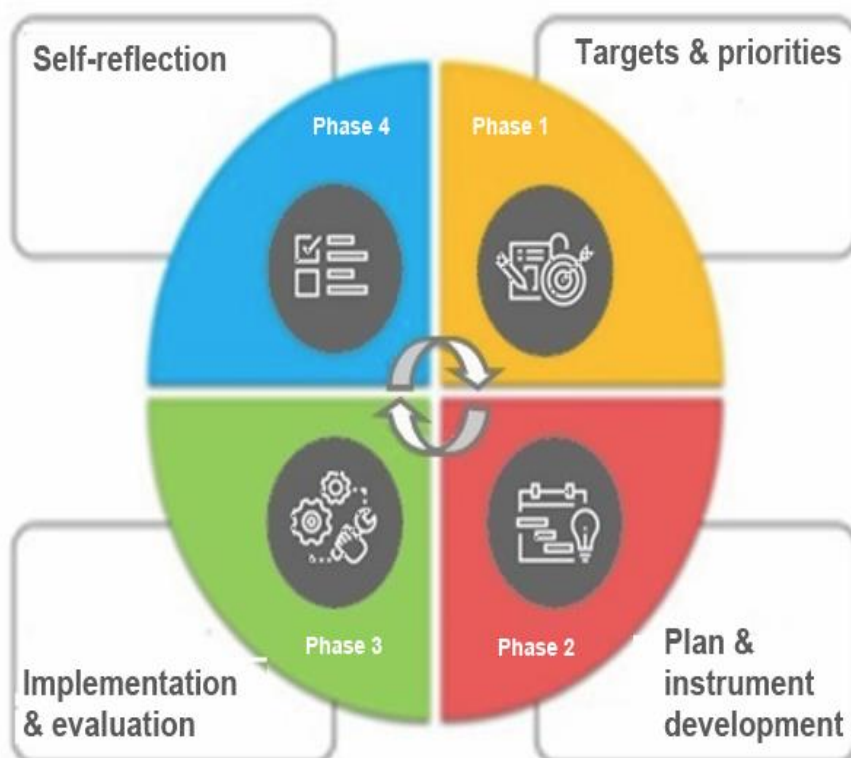 Self-reflection
Targets & priorities
Phase 4
Phase 1
Phase 3
Phase 2
Implementation
& evaluation
Plan &
instrument
development